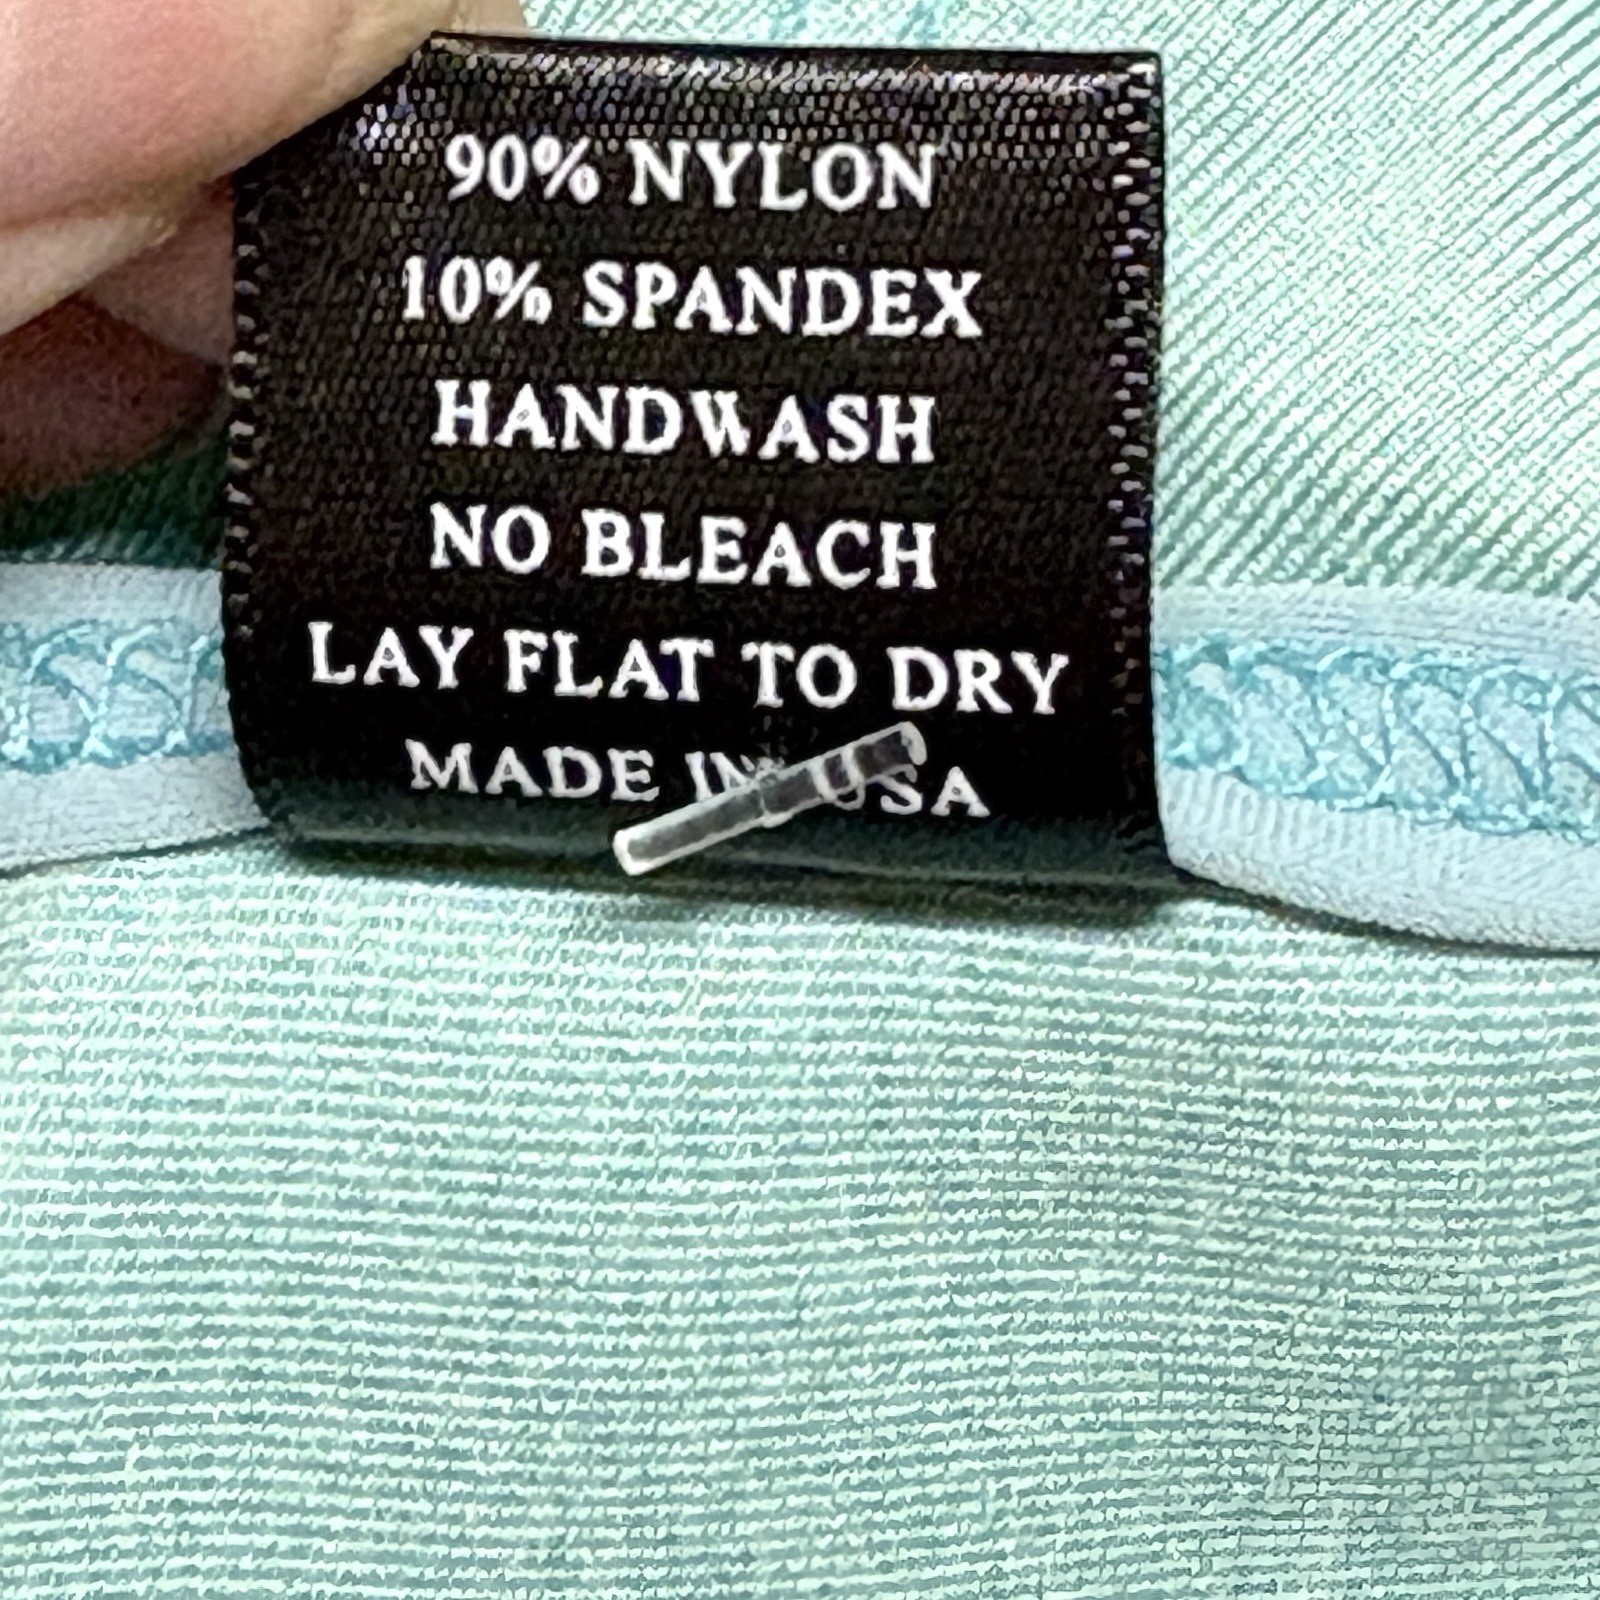 90% NYLON
10% SPANDEX
HANDWASH
NO BLEACH
LAY FLAT TO DRY
MADE IN USA